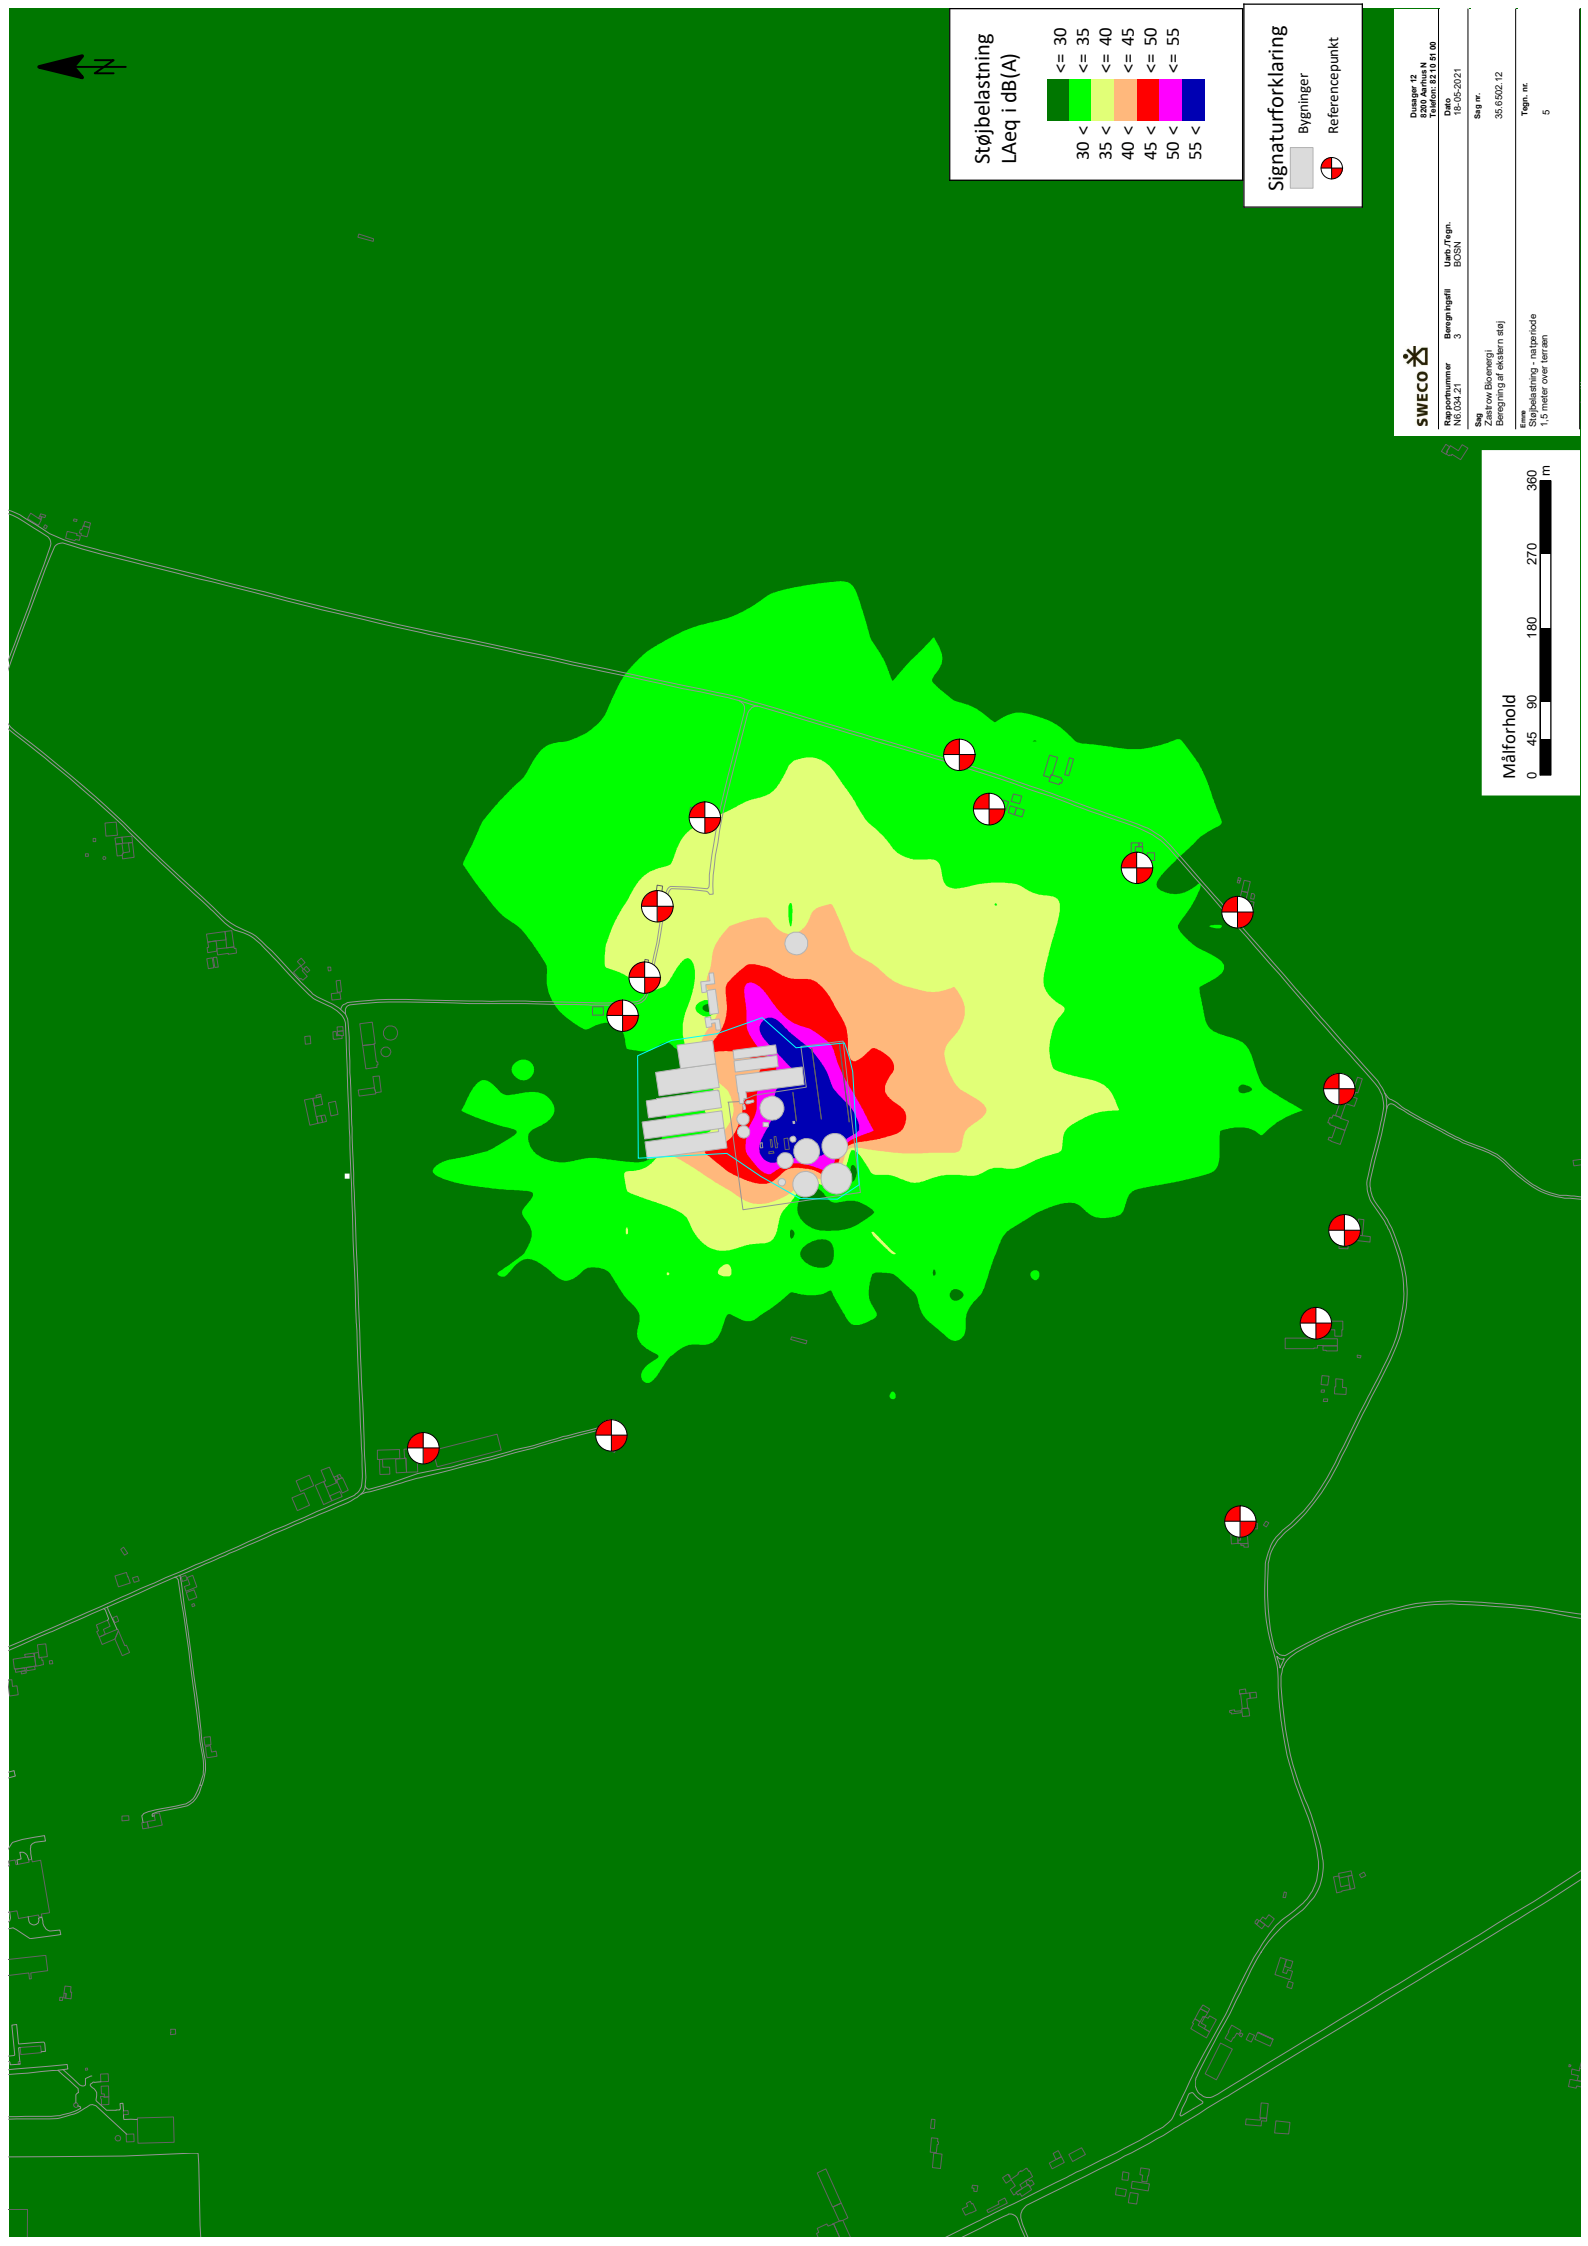 N
Støjbelastning
LAeq i dB(A)
<= 30
30 < <= 35
35 < <= 40
40 < <= 45
45 < <= 50
50 < <= 55
55 <
Signaturforklaring
Bygninger
Referencepunkt
Målforhold
0 45 90 180 270 360
m
SWECO
Dusager 12
8200 Aarhus N
Telefon: 82 10 51 00
Rapportnummer Beregningsfil Uarb./Tegn. Dato
N6.034.21 3 BOSN 18-05-2021
Sag Sag nr.
Zastrow Bioenergi
Beregning af ekstern støj 35.6502.12
Emne Tegn. nr.
Støjbelastning - natperiode
1,5 meter over terræn 5